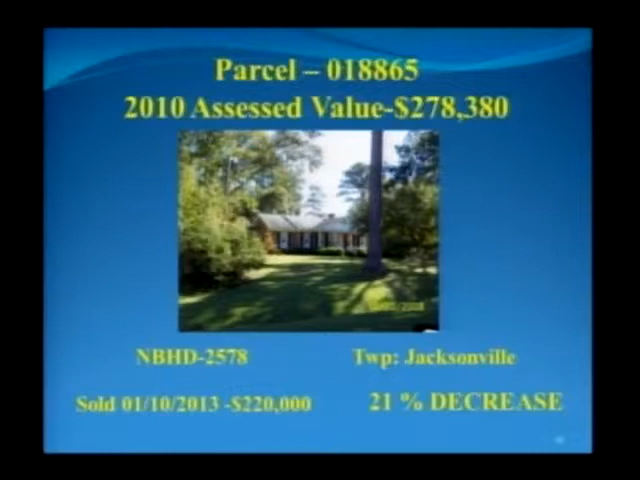 Parcel – 018865
2010 Assessed Value-$278,380
NBHD-2578
Twp: Jacksonville
Sold 01/10/2013 -$220,000
21 % DECREASE